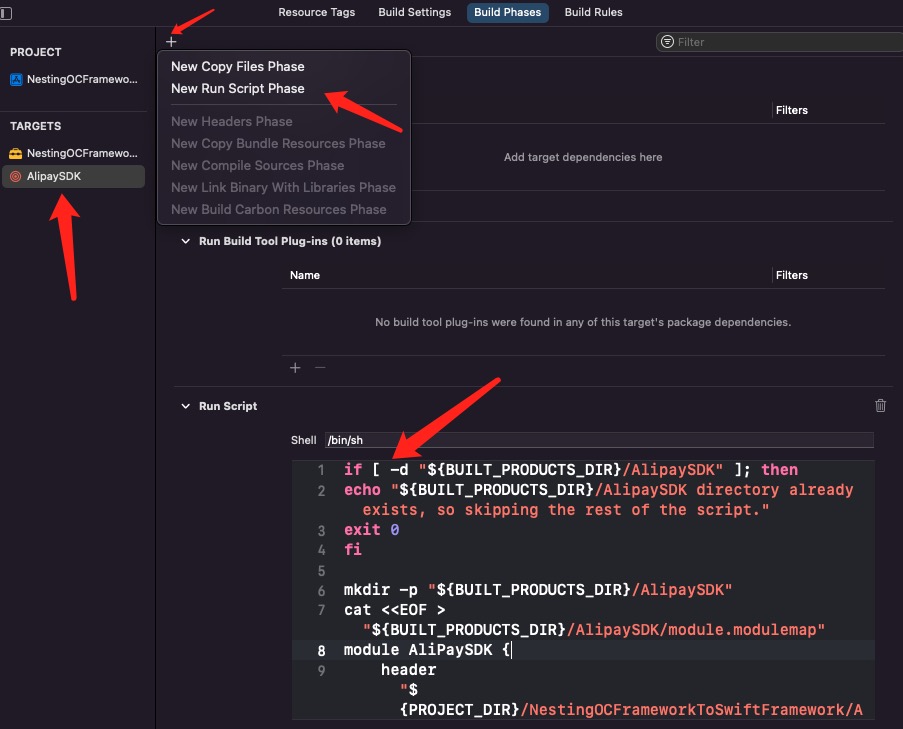 Resource Tags Build Settings Build Phases Build Rules
PROJECT
NestingOCFramewo...
TARGETS
NestingOCFramewo...
AlipaySDK
+
Filter
New Copy Files Phase
New Run Script Phase
New Headers Phase
New Copy Bundle Resources Phase
New Compile Sources Phase
New Link Binary With Libraries Phase
New Build Carbon Resources Phase
Filters
Add target dependencies here
Run Build Tool Plug-ins (0 items)
Name Filters
No build tool plug-ins were found in any of this target's package dependencies.
+ —
Run Script
Shell /bin/sh
1 if [ -d "${BUILT_PRODUCTS_DIR}/AlipaySDK" ]; then
2 echo "${BUILT_PRODUCTS_DIR}/AlipaySDK directory already
exists, so skipping the rest of the script."
3 exit 0
4 fi
5
6 mkdir -p "${BUILT_PRODUCTS_DIR}/AlipaySDK"
7 cat <<EOF >
"${BUILT_PRODUCTS_DIR}/AlipaySDK/module.modulemap"
8 module AliPaySDK {
9 header
"$
{PROJECT_DIR}/NestingOCFrameworkToSwiftFramework/A